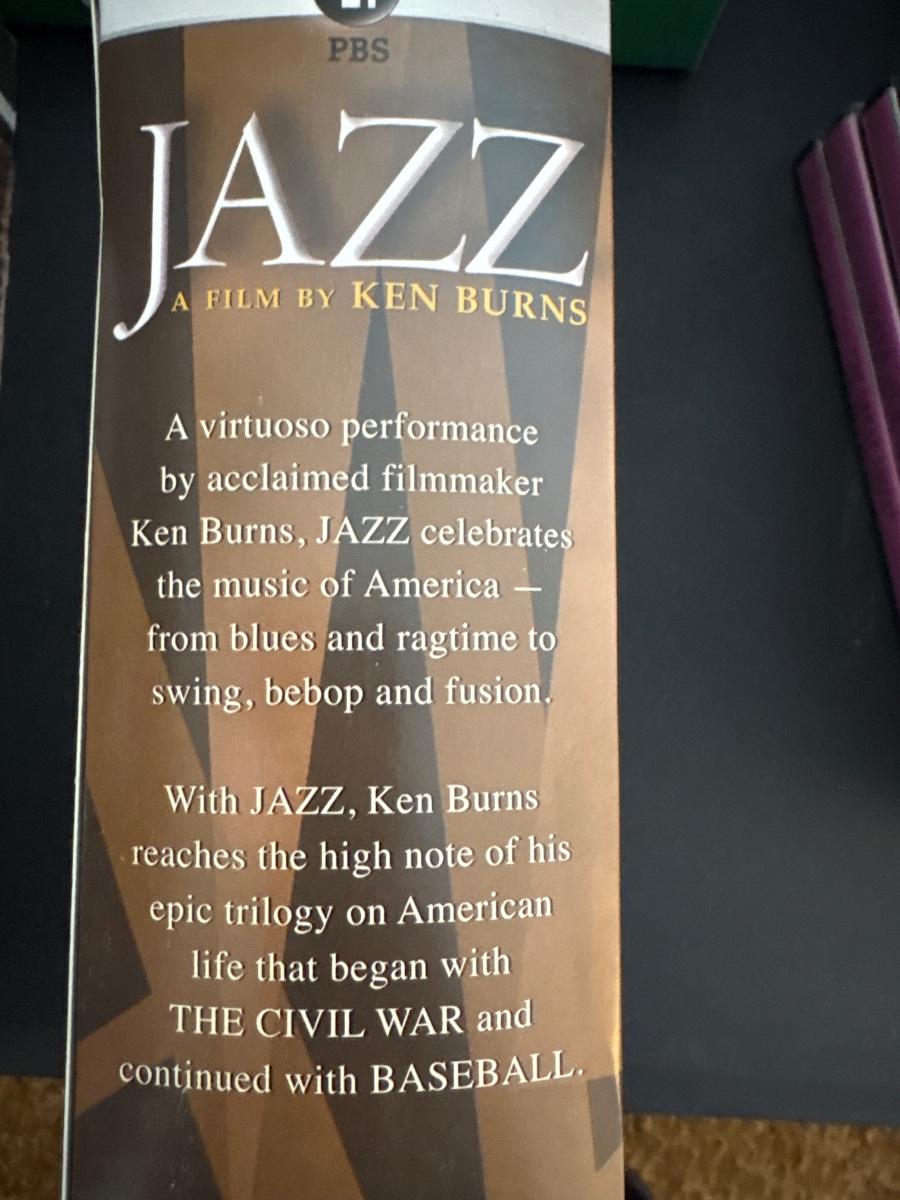 PBS
JAZZ
A FILM BY KEN BURNS
A virtuoso performance
by acclaimed filmmaker
Ken Burns, JAZZ celebrates
the music of America —
from blues and ragtime to
swing, bebop and fusion.
With JAZZ, Ken Burns
reaches the high note of his
epic trilogy on American
life that began with
THE CIVIL WAR and
continued with BASEBALL.